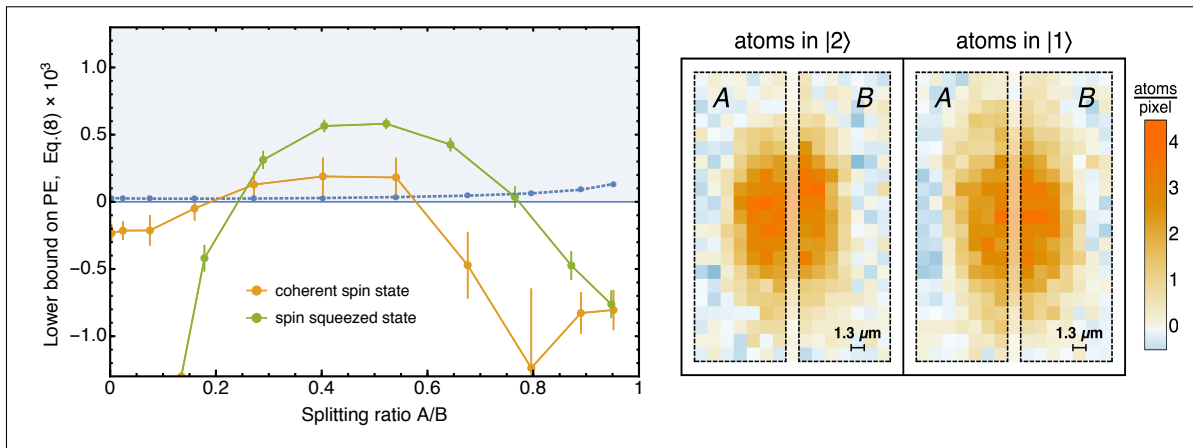 Lower bound on PE, Eq.(8) × 10³
1.0
0.5
0
−0.5
−1.0
coherent spin state
spin squeezed state
0
0.2
0.4
0.6
0.8
1
Splitting ratio A/B
atoms in |2⟩
atoms in |1⟩
A
B
A
B
1.3 µm
1.3 µm
atoms
pixel
4
3
2
1
0